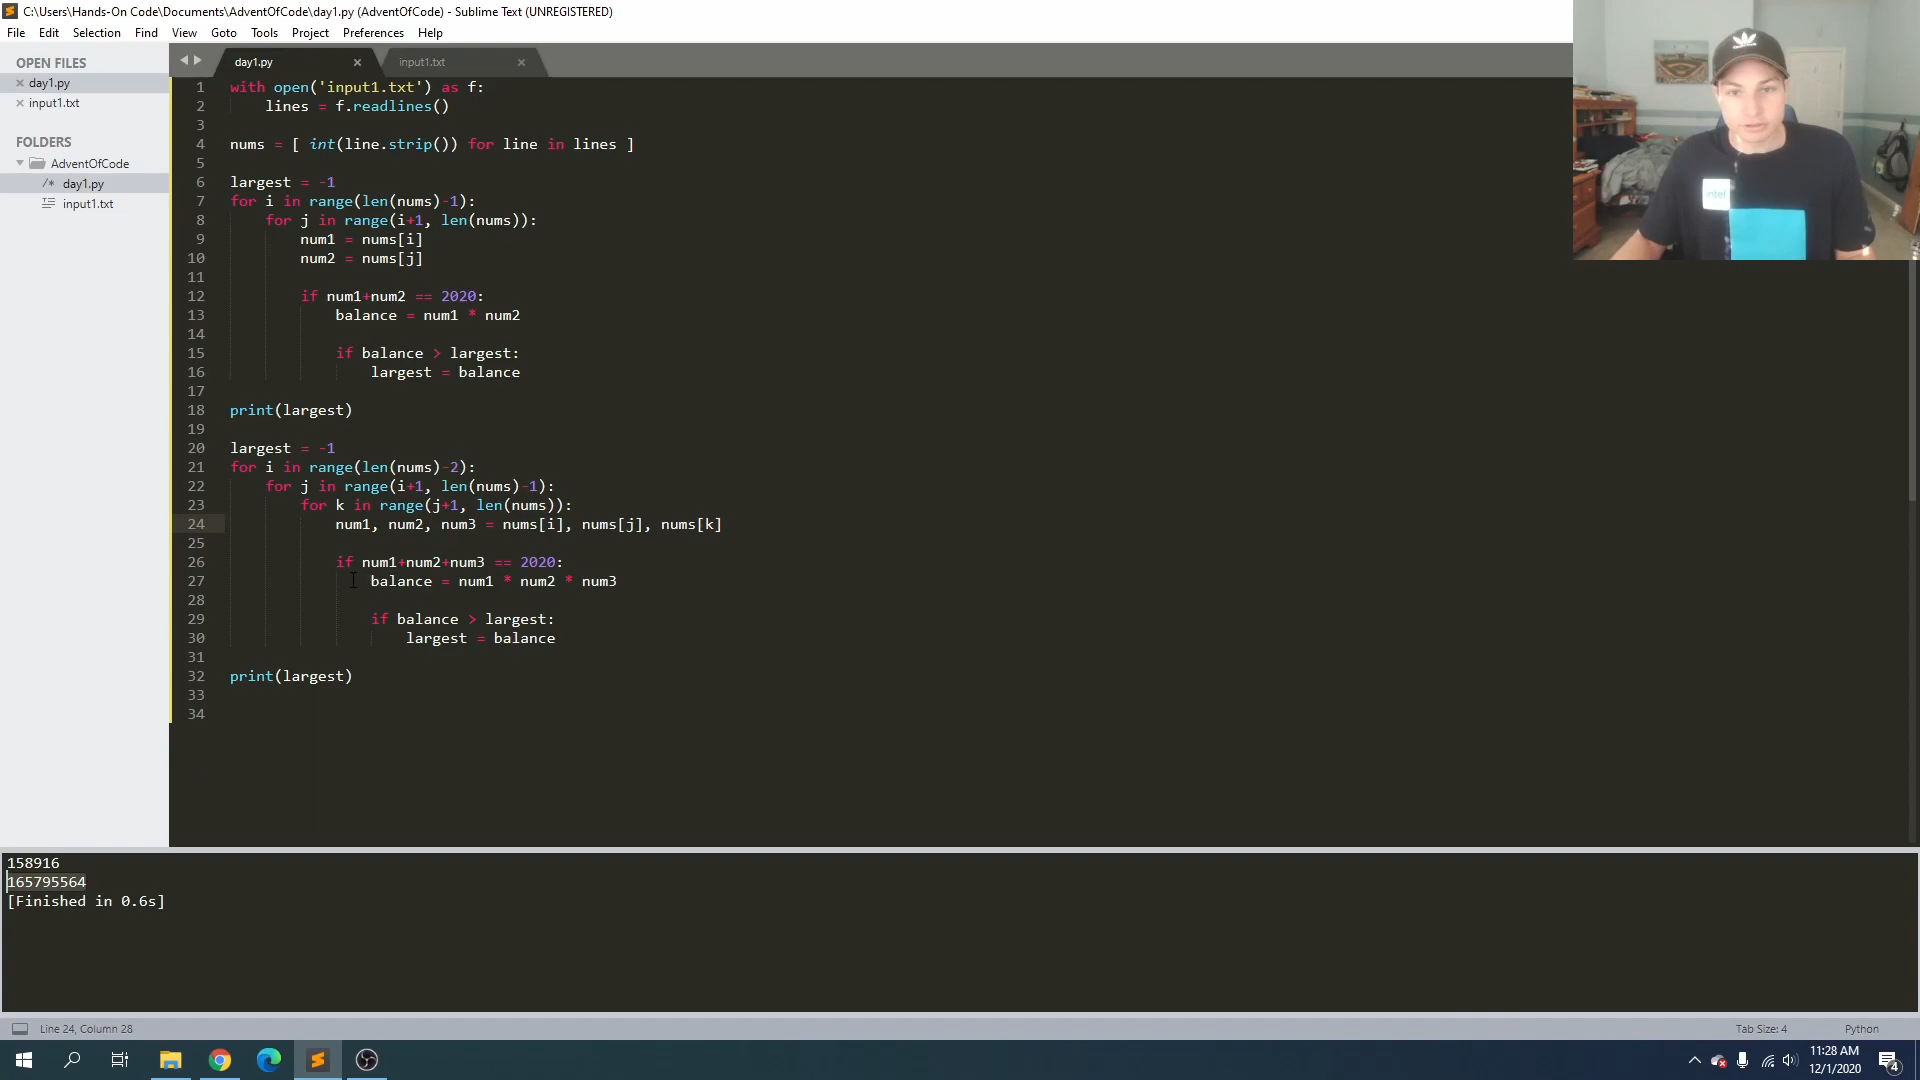 C:\Users\Hands-On Code\Documents\AdventOfCode\day1.py (AdventOfCode) - Sublime Text (UNREGISTERED)
File Edit Selection Find View Goto Tools Project Preferences Help
OPEN FILES
day1.py
input1.txt
FOLDERS
AdventOfCode
/* day1.py
input1.txt
day1.py
input1.txt
1 with open('input1.txt') as f:
2     lines = f.readlines()
3
4 nums = [ int(line.strip()) for line in lines ]
5
6 largest = -1
7 for i in range(len(nums)-1):
8     for j in range(i+1, len(nums)):
9         num1 = nums[i]
10         num2 = nums[j]
11
12         if num1+num2 == 2020:
13             balance = num1 * num2
14
15             if balance > largest:
16                 largest = balance
17
18 print(largest)
19
20 largest = -1
21 for i in range(len(nums)-2):
22     for j in range(i+1, len(nums)-1):
23         for k in range(j+1, len(nums)):
24             num1, num2, num3 = nums[i], nums[j], nums[k]
25
26             if num1+num2+num3 == 2020:
27                 balance = num1 * num2 * num3
28
29                 if balance > largest:
30                     largest = balance
31
32 print(largest)
33
34
intel
158916
165795564
[Finished in 0.6s]
Line 24, Column 28
Tab Size: 4
Python
11:28 AM
12/1/2020
4